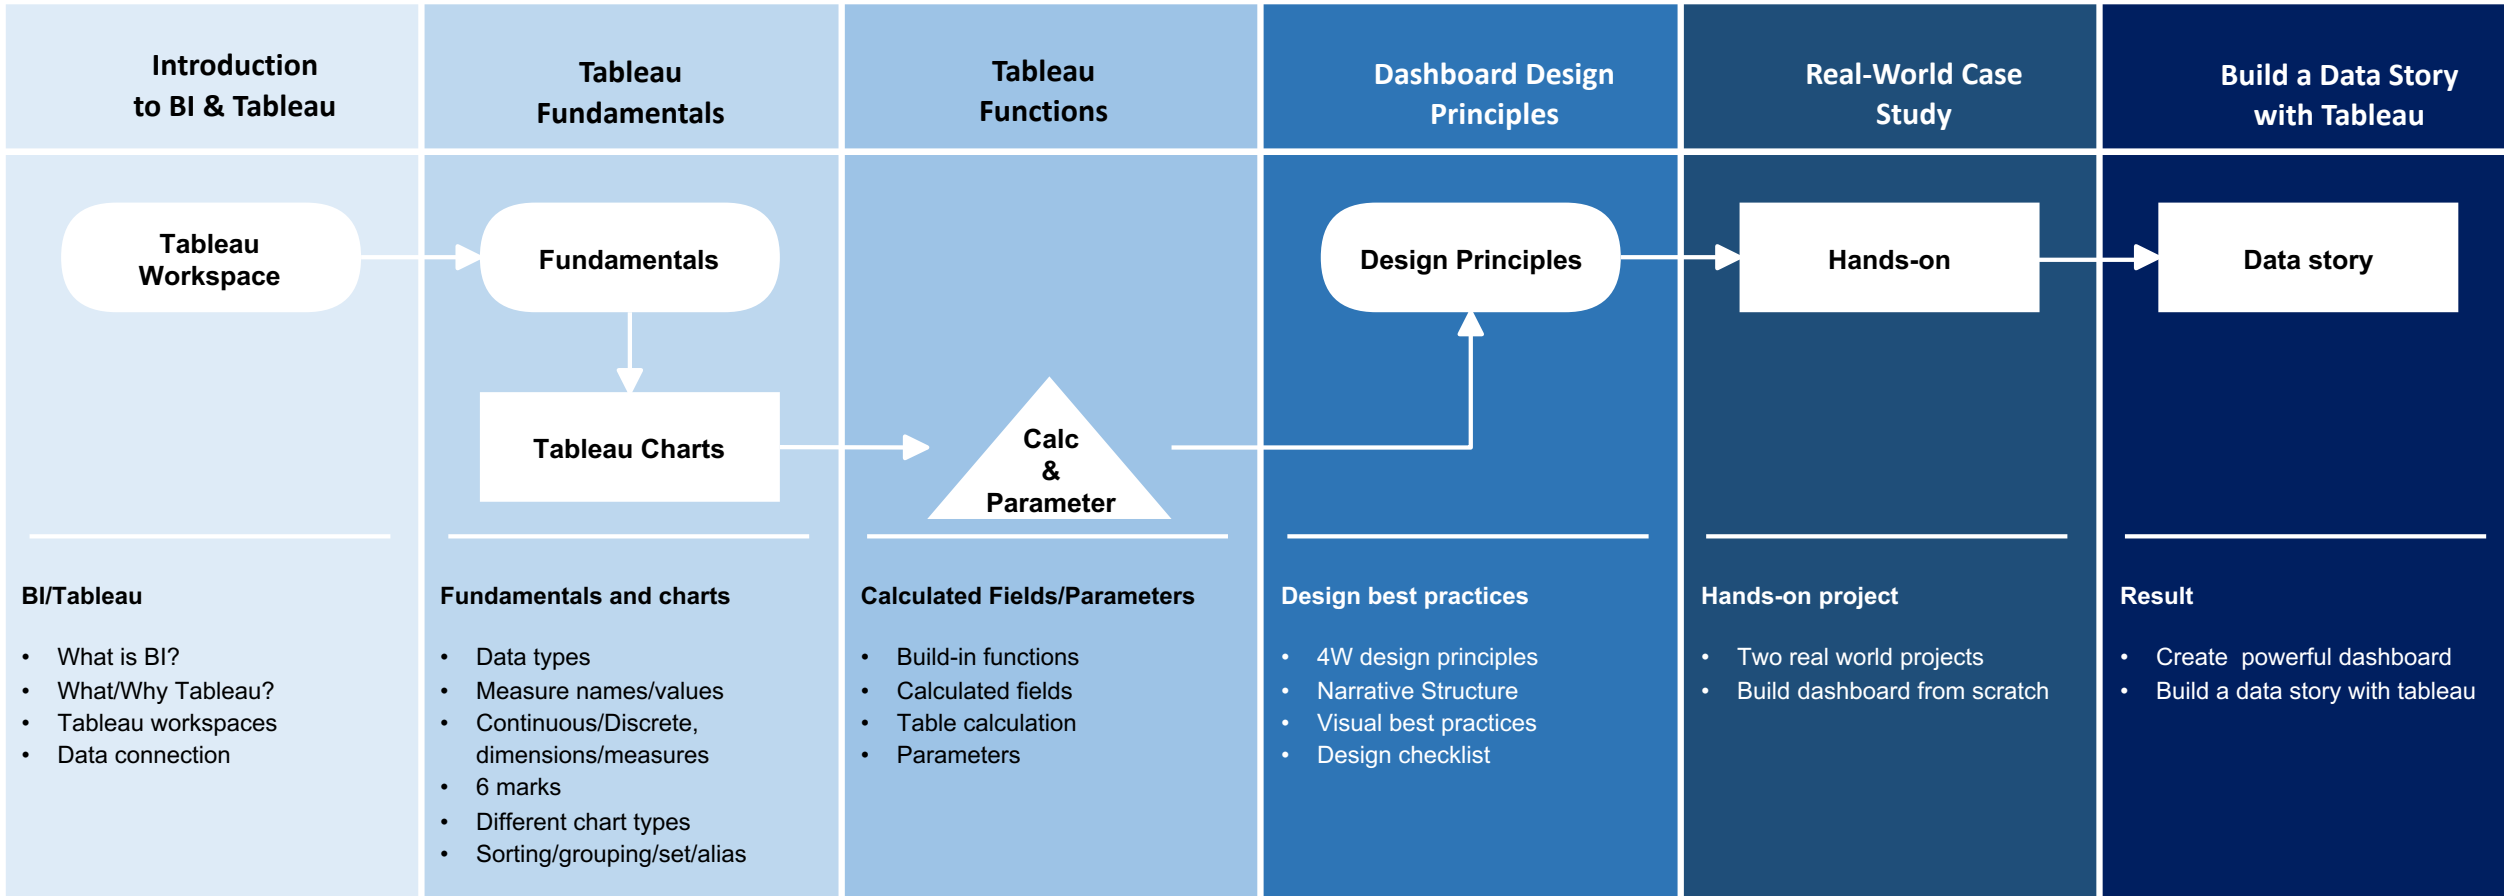 Introduction
to BI & Tableau
Tableau
Fundamentals
Tableau
Functions
Dashboard Design
Principles
Real-World Case
Study
Build a Data Story
with Tableau
Tableau
Workspace
Fundamentals
Tableau Charts
Calc
&
Parameter
Design Principles
Hands-on
Data story
BI/Tableau
• What is BI?
• What/Why Tableau?
• Tableau workspaces
• Data connection
Fundamentals and charts
• Data types
• Measure names/values
• Continuous/Discrete,
dimensions/measures
• 6 marks
• Different chart types
• Sorting/grouping/set/alias
Calculated Fields/Parameters
• Build-in functions
• Calculated fields
• Table calculation
• Parameters
Design best practices
• 4W design principles
• Narrative Structure
• Visual best practices
• Design checklist
Hands-on project
• Two real world projects
• Build dashboard from scratch
Result
• Create  powerful dashboard
• Build a data story with tableau